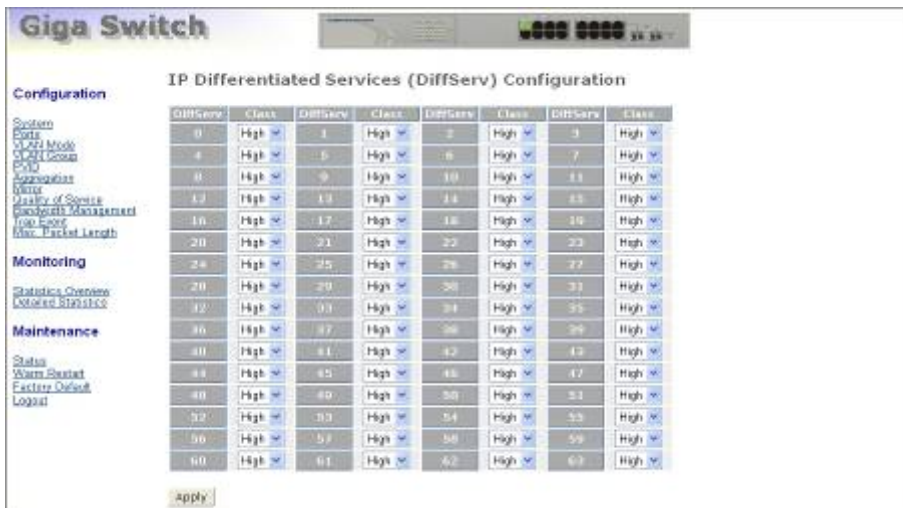 Giga Switch
IP Differentiated Services (DiffServ) Configuration
Configuration
System
Ports
VLAN Mode
VLAN Group
PVID
Aggregation
Mirror
Quality of Service
Bandwidth Management
Trap Event
Max. Packet Length
Monitoring
Statistics Overview
Detailed Statistics
Maintenance
Status
Warm Restart
Factory Default
Logout
DiffServ Class DiffServ Class DiffServ Class DiffServ Class
0 High 1 High 2 High 3 High
4 High 5 High 6 High 7 High
8 High 9 High 10 High 11 High
12 High 13 High 14 High 15 High
16 High 17 High 18 High 19 High
20 High 21 High 22 High 23 High
24 High 25 High 26 High 27 High
28 High 29 High 30 High 31 High
32 High 33 High 34 High 35 High
36 High 37 High 38 High 39 High
40 High 41 High 42 High 43 High
44 High 45 High 46 High 47 High
48 High 49 High 50 High 51 High
52 High 53 High 54 High 55 High
56 High 57 High 58 High 59 High
60 High 61 High 62 High 63 High
Apply